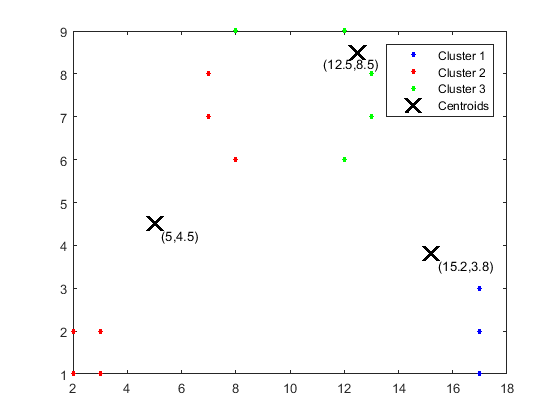 9
8
7
6
5
4
3
2
1
2 4 6 8 10 12 14 16 18
Cluster 1
Cluster 2
Cluster 3
Centroids
(12.5,8.5)
(5,4.5)
(15.2,3.8)